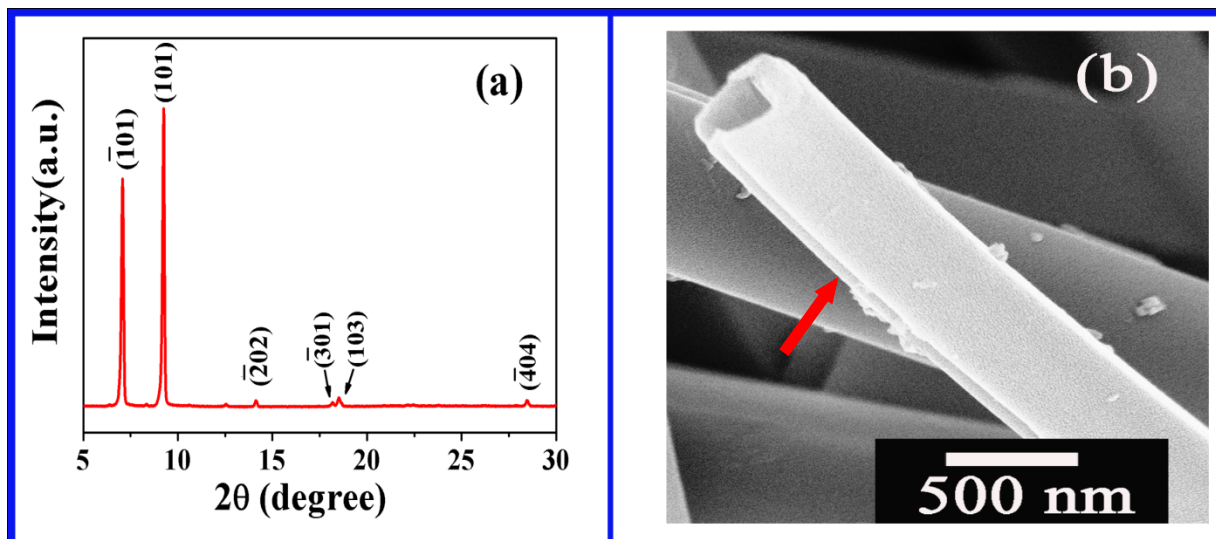 (a)
(1̅01)
(101)
(2̅02)
(3̅01)
(103)
(4̅04)
Intensity(a.u.)
5 10 15 20 25 30
2θ (degree)
(b)
500 nm